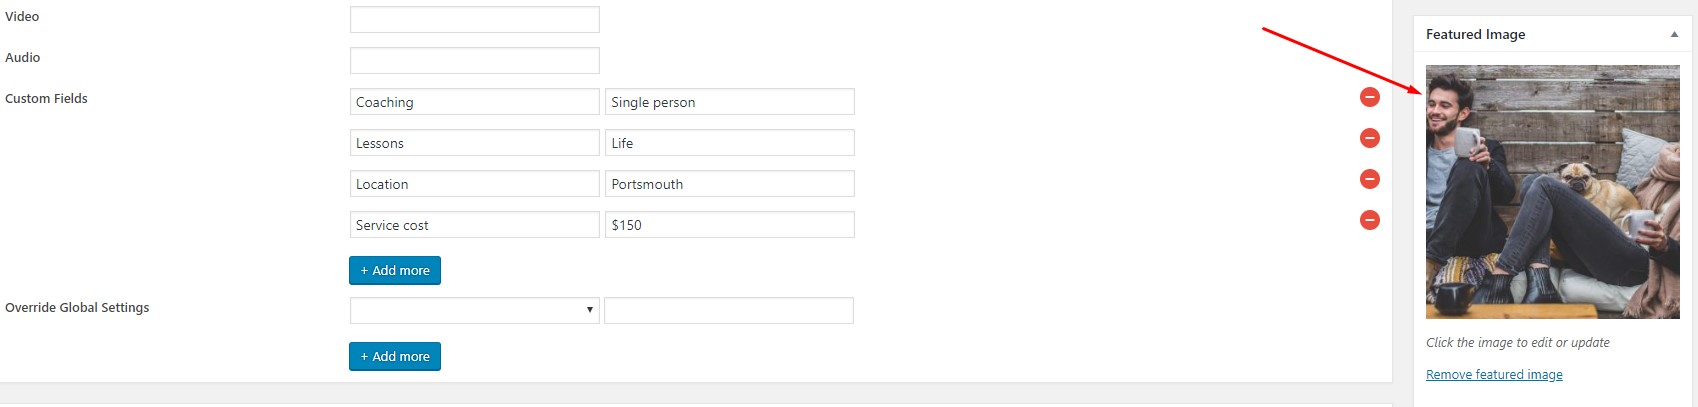 Video
Audio
Custom Fields
Coaching Single person
Lessons Life
Location Portsmouth
Service cost $150
+ Add more
Override Global Settings
+ Add more
Featured Image
Click the image to edit or update
Remove featured image